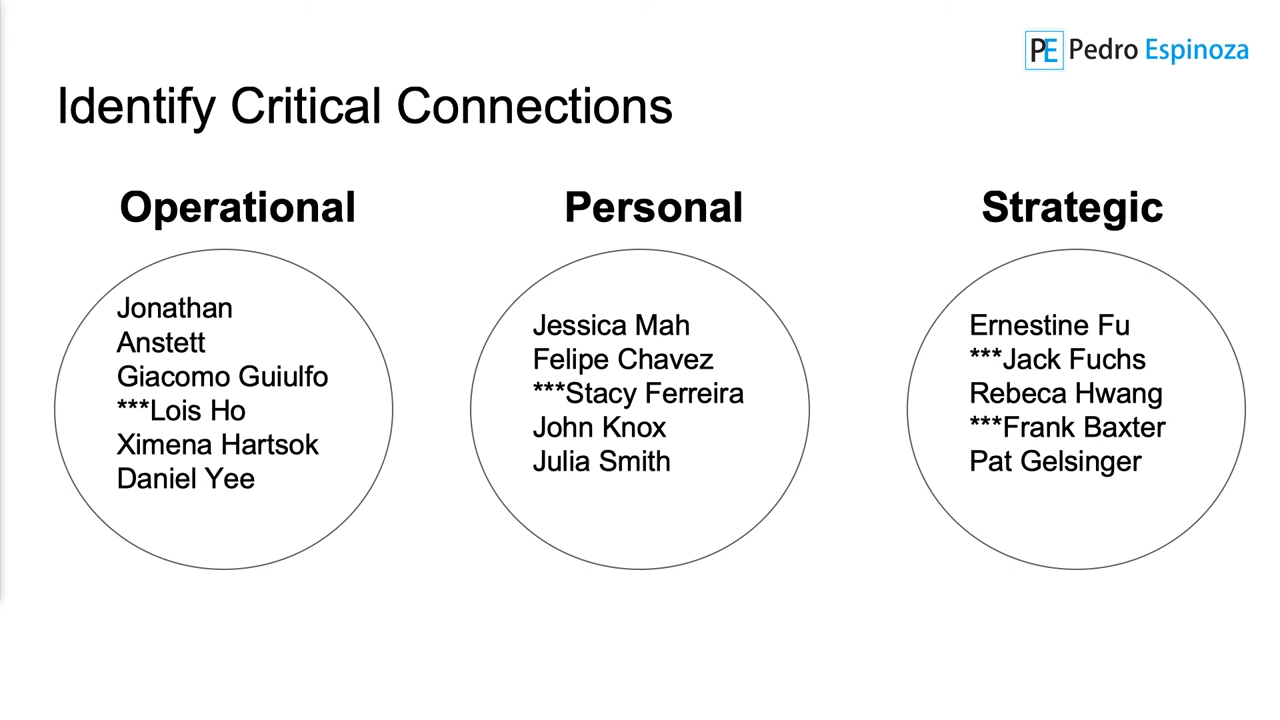 PE Pedro Espinoza
Identify Critical Connections
Operational
Jonathan
Anstett
Giacomo Guiulfo
***Lois Ho
Ximena Hartsok
Daniel Yee
Personal
Jessica Mah
Felipe Chavez
***Stacy Ferreira
John Knox
Julia Smith
Strategic
Ernestine Fu
***Jack Fuchs
Rebeca Hwang
***Frank Baxter
Pat Gelsinger